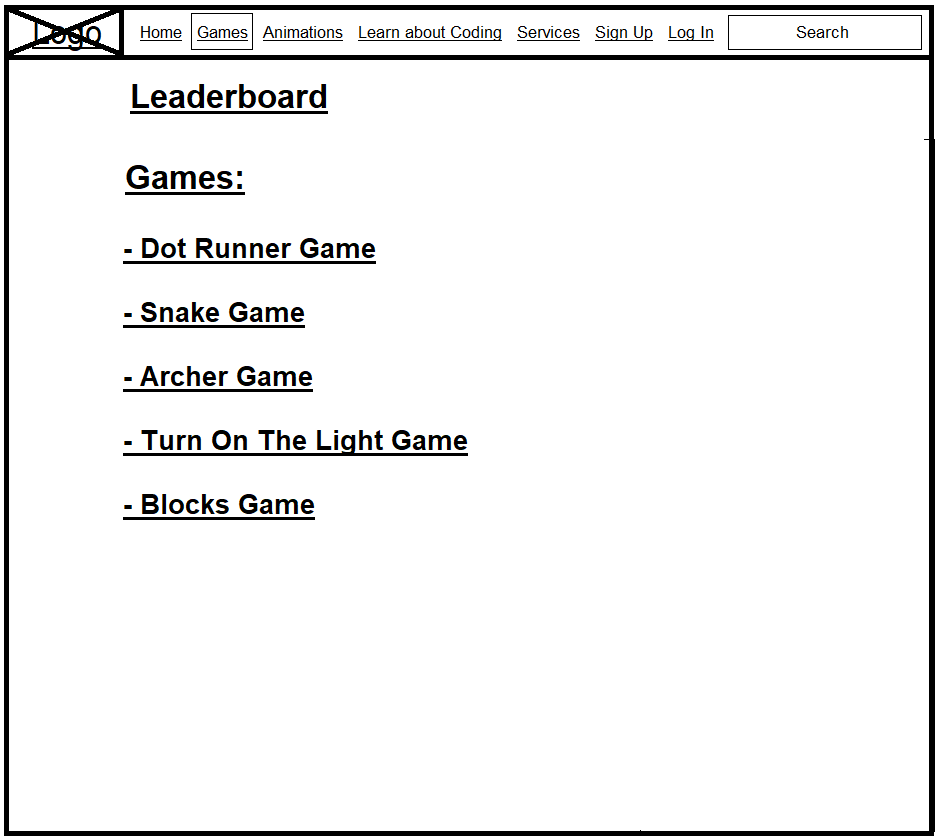 Logo Home Games Animations Learn about Coding Services Sign Up Log In Search
Leaderboard
Games:
- Dot Runner Game
- Snake Game
- Archer Game
- Turn On The Light Game
- Blocks Game